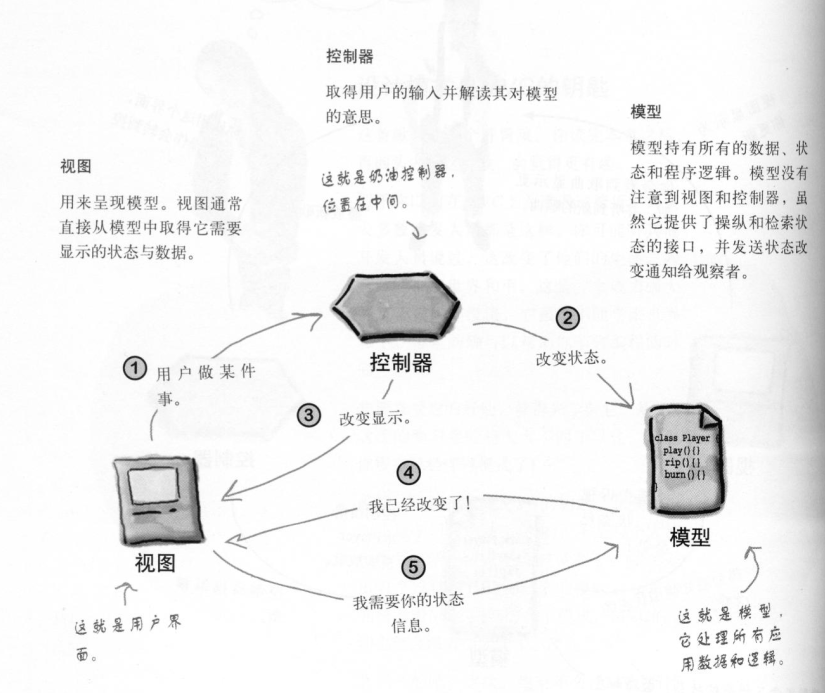 控制器
取得用户的输入并解读其对模型
的意思。
模型
模型持有所有的数据、状
态和程序逻辑。模型没有
注意到视图和控制器，虽
然它提供了操纵和检索状
态的接口，并发送状态改
变通知给观察者。
视图
用来呈现模型。视图通常
直接从模型中取得它需要
显示的状态与数据。
这就是奶油控制器，
位置在中间。
控制器
① 用户做某件
事。
②
改变状态。
③ 改变显示。
④
我已经改变了！
⑤
我需要你的状态
信息。
class Player {
play(){}
rip(){}
burn(){}
}
视图
模型
这就是用户界
面。
这就是模型，
它处理所有应
用数据和逻辑。